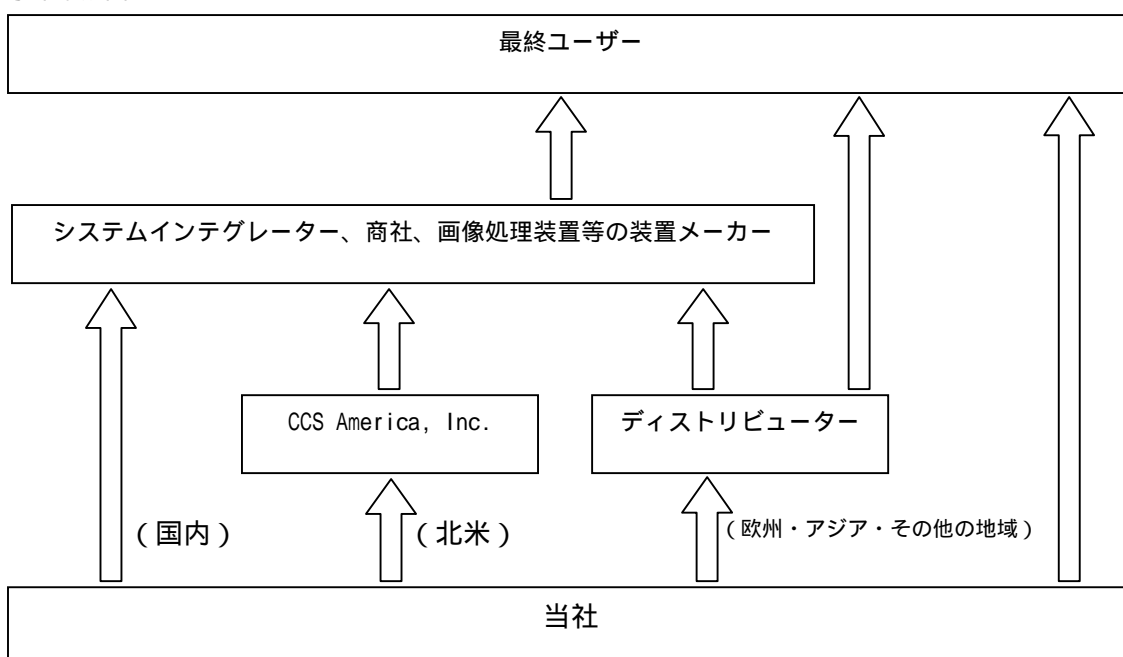 最終ユーザー
システムインテグレーター、商社、画像処理装置等の装置メーカー
CCS America, Inc.
ディストリビューター
(国内)
(北米)
(欧州・アジア・その他の地域)
当社